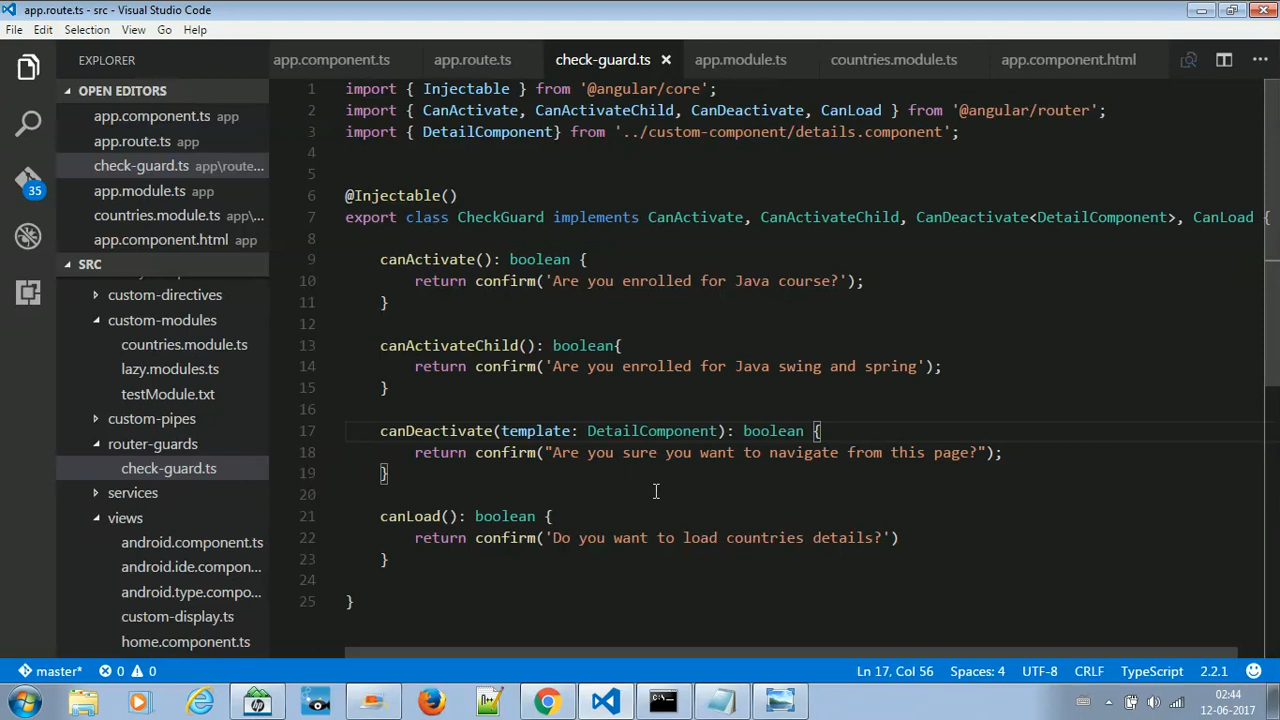 app.route.ts - src - Visual Studio Code
File Edit Selection View Go Help
EXPLORER
app.component.ts app.route.ts check-guard.ts app.module.ts countries.module.ts app.component.html
OPEN EDITORS
app.component.ts app
app.route.ts app
check-guard.ts app\route...
app.module.ts app
countries.module.ts app\...
app.component.html app
SRC
custom-directives
custom-modules
countries.module.ts
lazy.modules.ts
testModule.txt
custom-pipes
router-guards
check-guard.ts
services
views
android.component.ts
android.ide.compon...
android.type.compo...
custom-display.ts
home.component.ts
35
1 import { Injectable } from '@angular/core';
2 import { CanActivate, CanActivateChild, CanDeactivate, CanLoad } from '@angular/router';
3 import { DetailComponent} from '../custom-component/details.component';
4
5
6 @Injectable()
7 export class CheckGuard implements CanActivate, CanActivateChild, CanDeactivate<DetailComponent>, CanLoad {
8
9 canActivate(): boolean {
10 return confirm('Are you enrolled for Java course?');
11 }
12
13 canActivateChild(): boolean{
14 return confirm('Are you enrolled for Java swing and spring');
15 }
16
17 canDeactivate(template: DetailComponent): boolean {
18 return confirm("Are you sure you want to navigate from this page?");
19 }
20
21 canLoad(): boolean {
22 return confirm('Do you want to load countries details?')
23 }
24
25 }
master* 0 0 Ln 17, Col 56 Spaces: 4 UTF-8 CRLF TypeScript 2.2.1
02:44
12-06-2017